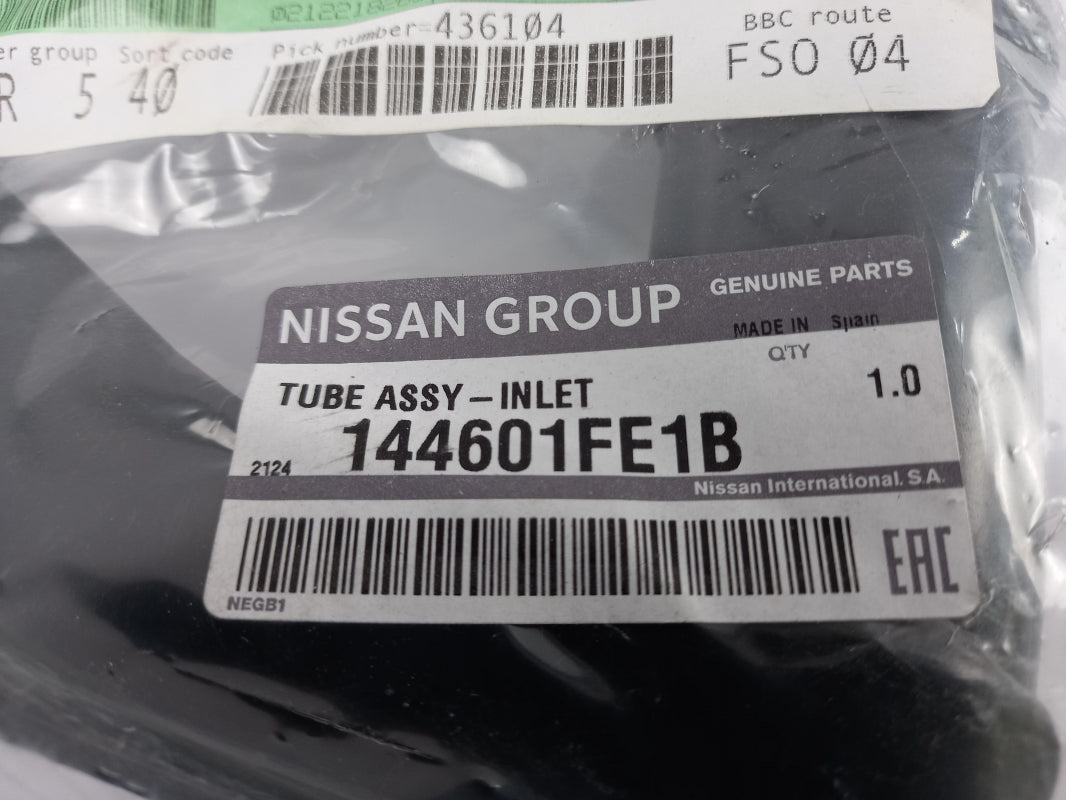 er group Sort code Pick number 436104 BBC route
R 5 40 FSO 04
NISSAN GROUP GENUINE PARTS
MADE IN Spain
Q'TY
TUBE ASSY-INLET 1.0
2124 144601FE1B
Nissan International. S.A.
EAC
NEGB1